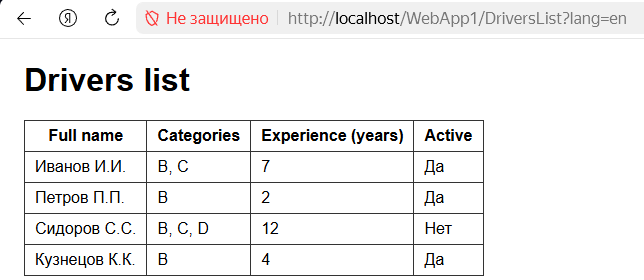 Не защищено http://localhost/WebApp1/DriversList?lang=en
Drivers list
Full name Categories Experience (years) Active
Иванов И.И. B, C 7 Да
Петров П.П. B 2 Да
Сидоров С.С. B, C, D 12 Нет
Кузнецов К.К. B 4 Да